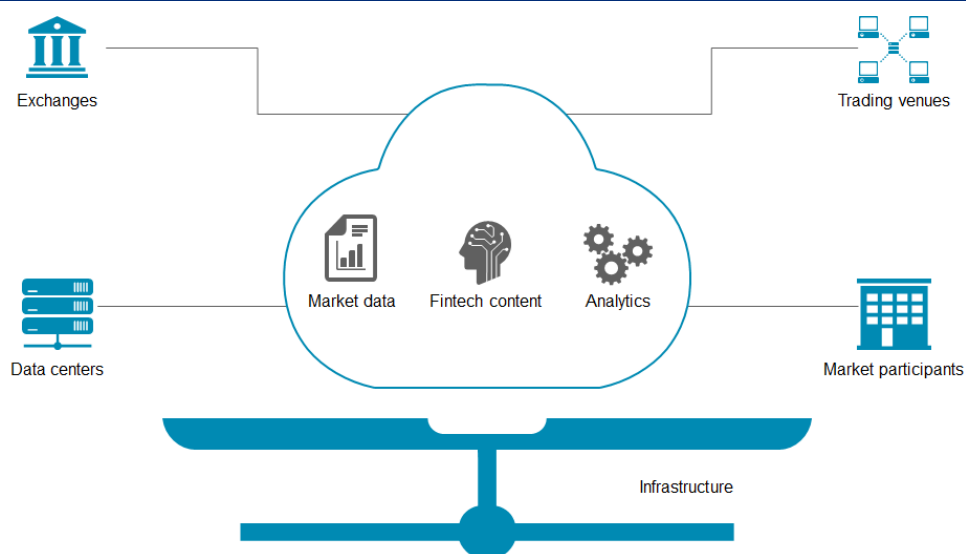 Exchanges
Trading venues
Market data
Fintech content
Analytics
Data centers
Market participants
Infrastructure